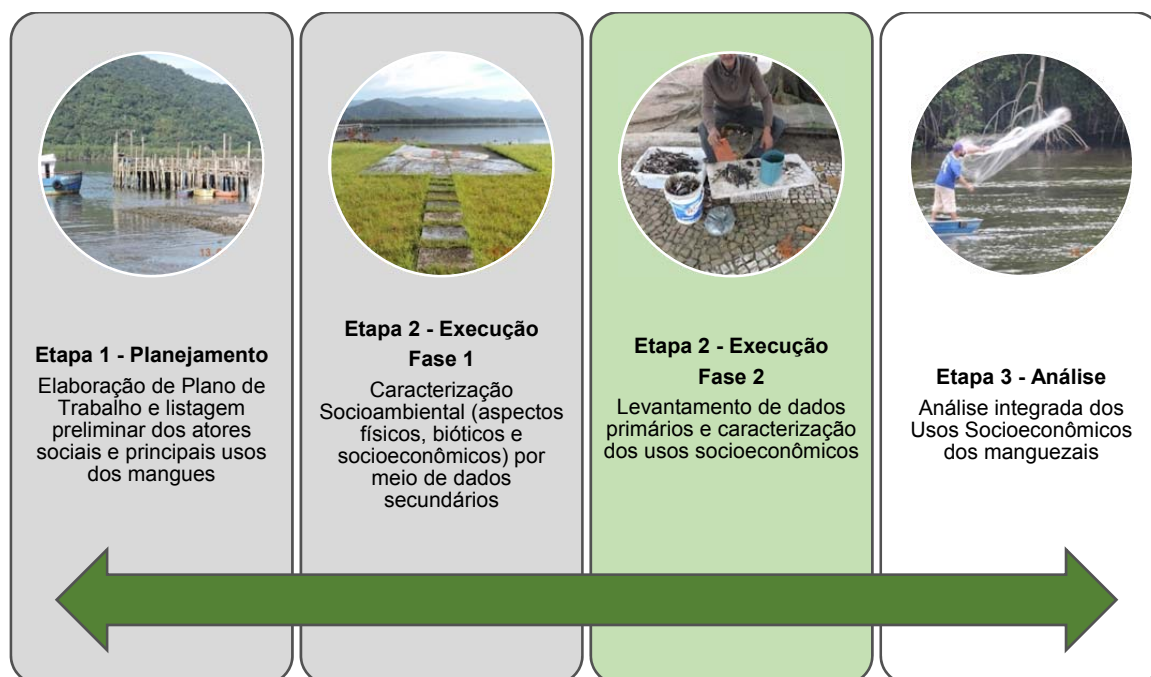 Etapa 1 - Planejamento
Elaboração de Plano de
Trabalho e listagem
preliminar dos atores
sociais e principais usos
dos mangues
Etapa 2 - Execução
Fase 1
Caracterização
Socioambiental (aspectos
físicos, bióticos e
socioeconômicos) por
meio de dados
secundários
Etapa 2 - Execução
Fase 2
Levantamento de dados
primários e caracterização
dos usos socioeconômicos
Etapa 3 - Análise
Análise integrada dos
Usos Socioeconômicos
dos manguezais